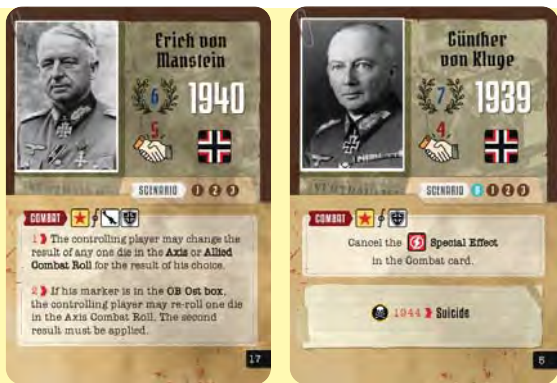 Erich von
Manstein
6
1940
5
SCENARIO 1 2 3
COMBAT
1 The controlling player may change the
result of any one die in the Axis or Allied
Combat Roll for the result of his choice.
2 If his marker is in the OB Ost box,
the controlling player may re-roll one die
in the Axis Combat Roll. The second
result must be applied.
17
Günther
von Kluge
7
1939
4
SCENARIO 0 1 2 3
COMBAT
Cancel the Special Effect
in the Combat card.
1944 Suicide